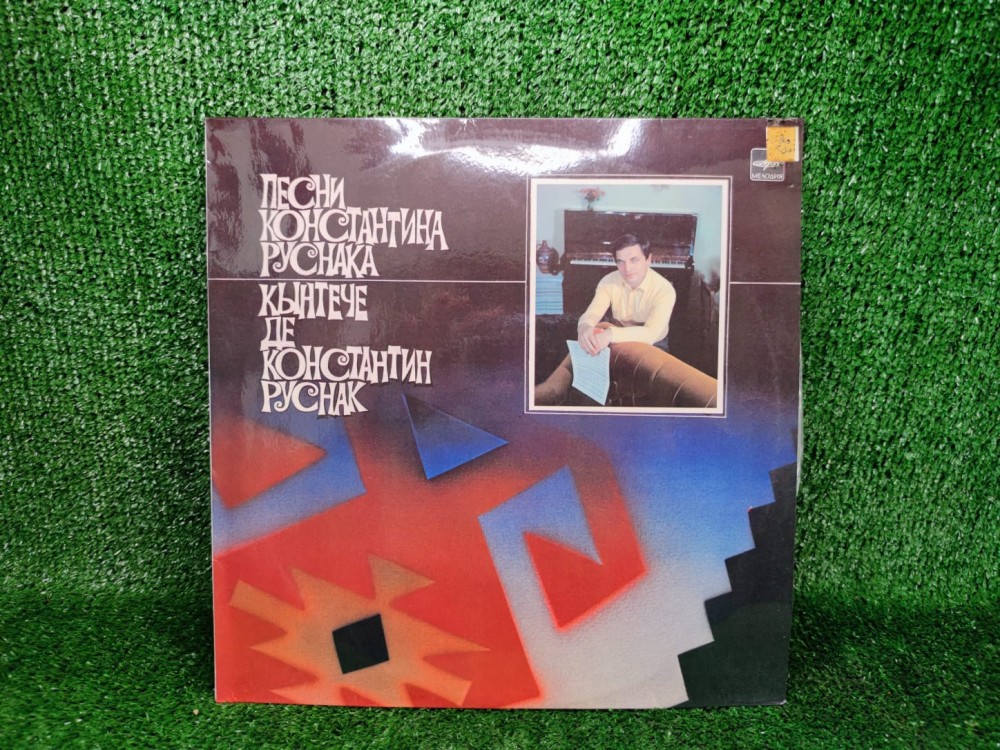 ПЕСНИ
КОНСТАНТИНА
РУСНАКА
КЫНТЕЧЕ
ДЕ
КОНСТАНТИН
РУСНАК
МЕЛОДИЯ